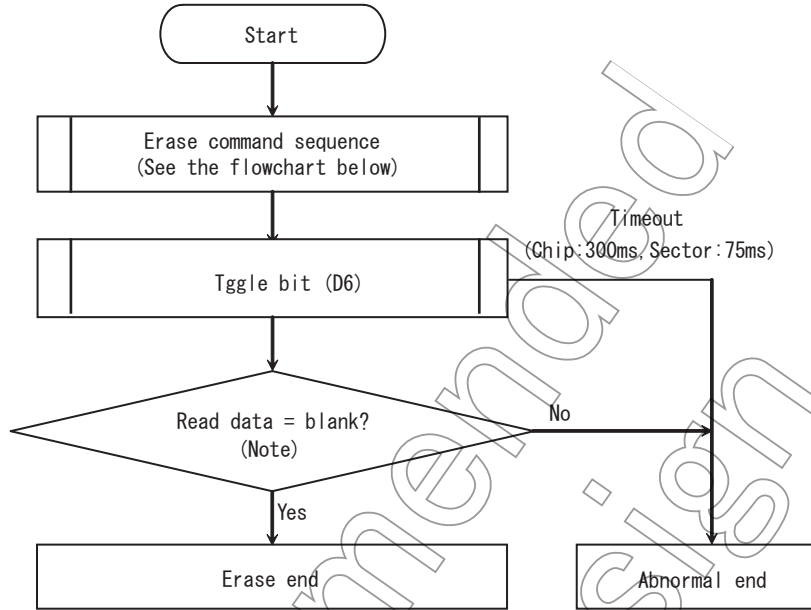 Start
Erase command sequence
(See the flowchart below)
Timeout
(Chip:300ms,Sector:75ms)
Tggle bit (D6)
Read data = blank?
(Note)
No
Yes
Erase end
Abnormal end